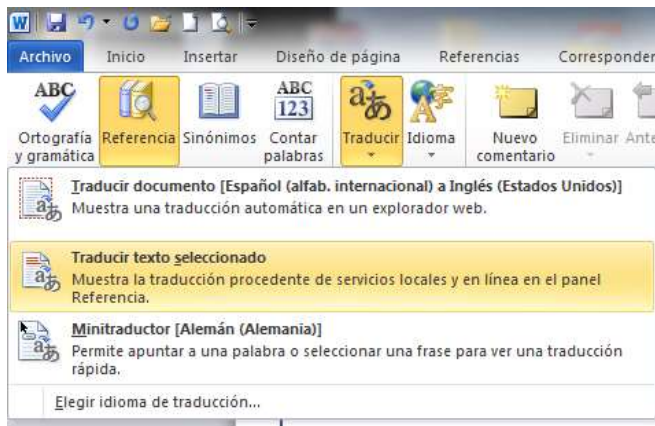 Archivo Inicio Insertar Diseño de página Referencias Corresponden
ABC ABC 123
Ortografía y gramática Referencia Sinónimos Contar palabras Traducir Idioma Nuevo comentario Eliminar Ante
Traducir documento [Español (alfab. internacional) a Inglés (Estados Unidos)]
Muestra una traducción automática en un explorador web.
Traducir texto seleccionado
Muestra la traducción procedente de servicios locales y en línea en el panel
Referencia.
Minitraductor [Alemán (Alemania)]
Permite apuntar a una palabra o seleccionar una frase para ver una traducción
rápida.
Elegir idioma de traducción...